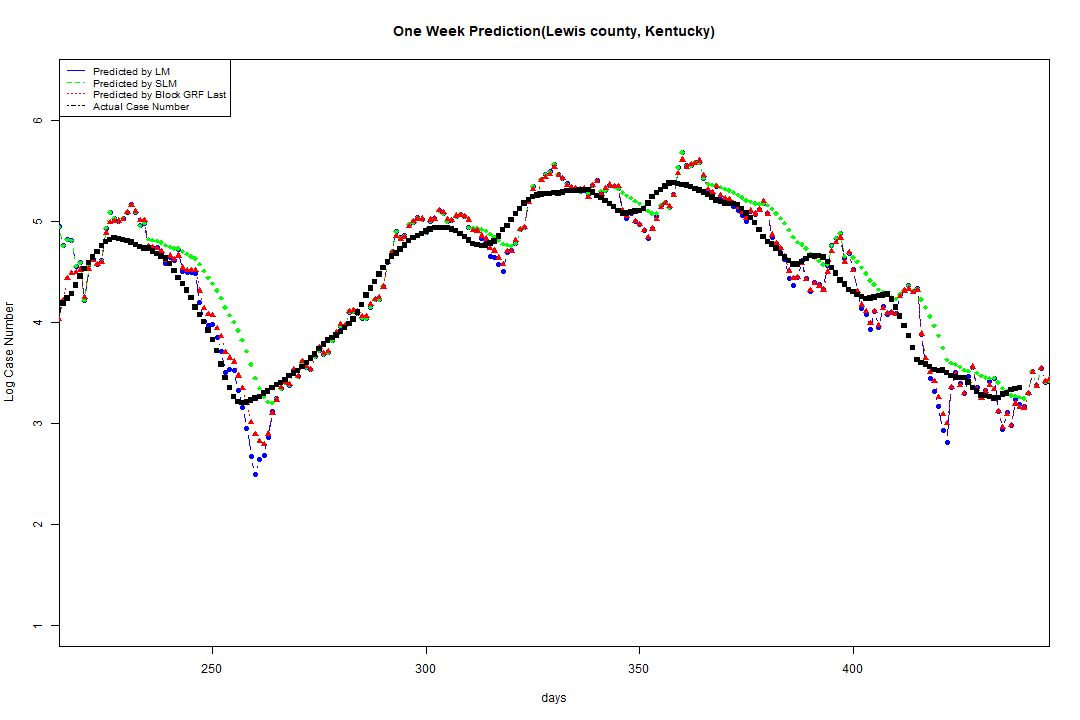 One Week Prediction(Lewis county, Kentucky)
Predicted by LM
Predicted by SLM
Predicted by Block GRF Last
Actual Case Number
6
5
4
3
2
1
Log Case Number
250 300 350 400
days